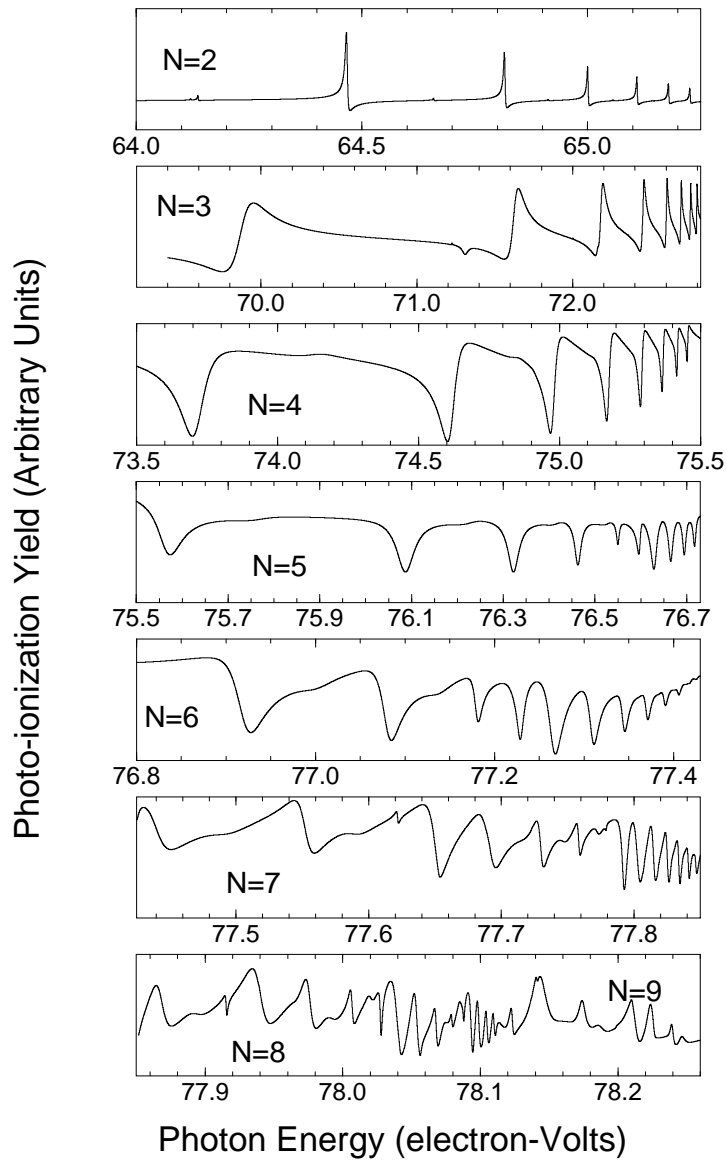 N=2
64.0 64.5 65.0
N=3
70.0 71.0 72.0
N=4
73.5 74.0 74.5 75.0 75.5
N=5
75.5 75.7 75.9 76.1 76.3 76.5 76.7
N=6
76.8 77.0 77.2 77.4
N=7
77.5 77.6 77.7 77.8
N=9
N=8
77.9 78.0 78.1 78.2
Photon Energy (electron-Volts)
Photo-ionization Yield (Arbitrary Units)